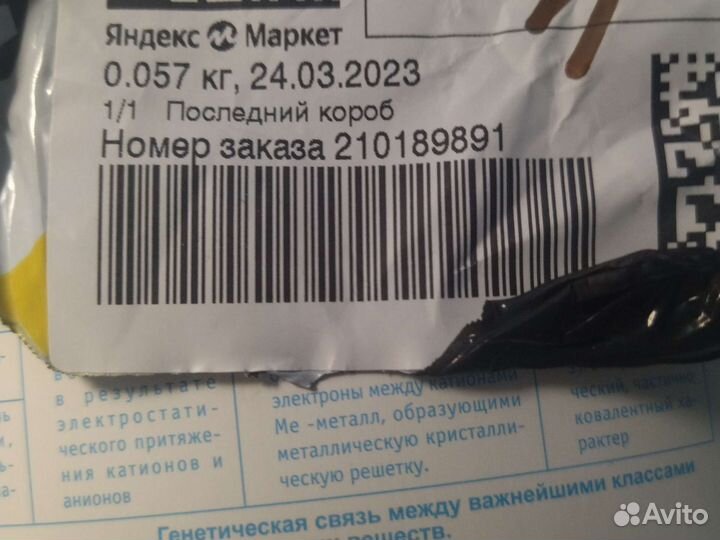 Яндекс Маркет
0.057 кг, 24.03.2023
1/1 Последний короб
Номер заказа 210189891
в результате
электростати-
ческого притяже-
ния катионов и
анионов
электроны между катионами
Ме -металл, образующими
металлическую кристалли-
ческую решетку.
ческий, частично
ковалентный ха-
рактер
Генетическая связь между важнейшими классами
веществ.
Avito